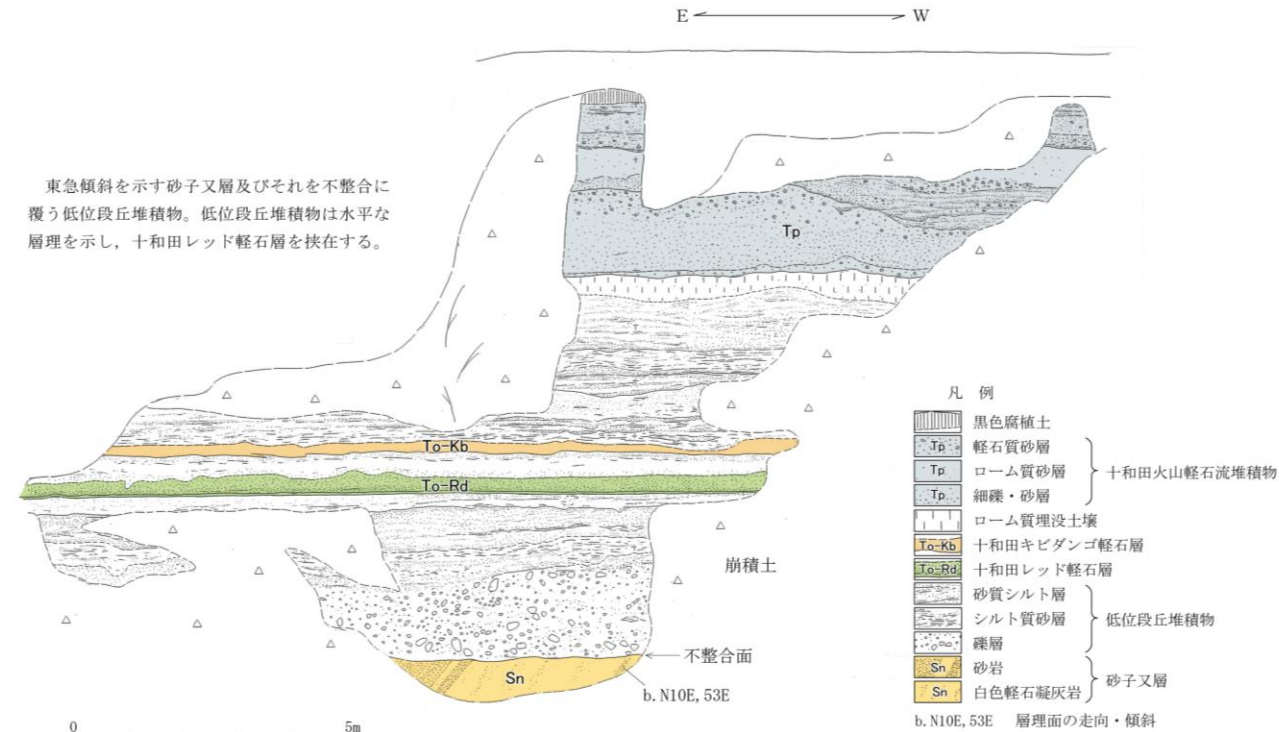 E W
東急傾斜を示す砂子又層及びそれを不整合に
覆う低位段丘堆積物。低位段丘堆積物は水平な
層理を示し，十和田レッド軽石層を挟在する。
Tp
To-Kb
To-Rd
崩積土
不整合面
Sn
b. N10E, 53E
0 5m
凡 例
黒色腐植土
Tp 軽石質砂層
Tp ローム質砂層
Tp 細礫・砂層
十和田火山軽石流堆積物
ローム質埋没土壌
To-Kb 十和田キビダンゴ軽石層
To-Rd 十和田レッド軽石層
砂質シルト層
シルト質砂層
礫層
低位段丘堆積物
Sn 砂岩
Sn 白色軽石凝灰岩
砂子又層
b. N10E, 53E 層理面の走向・傾斜